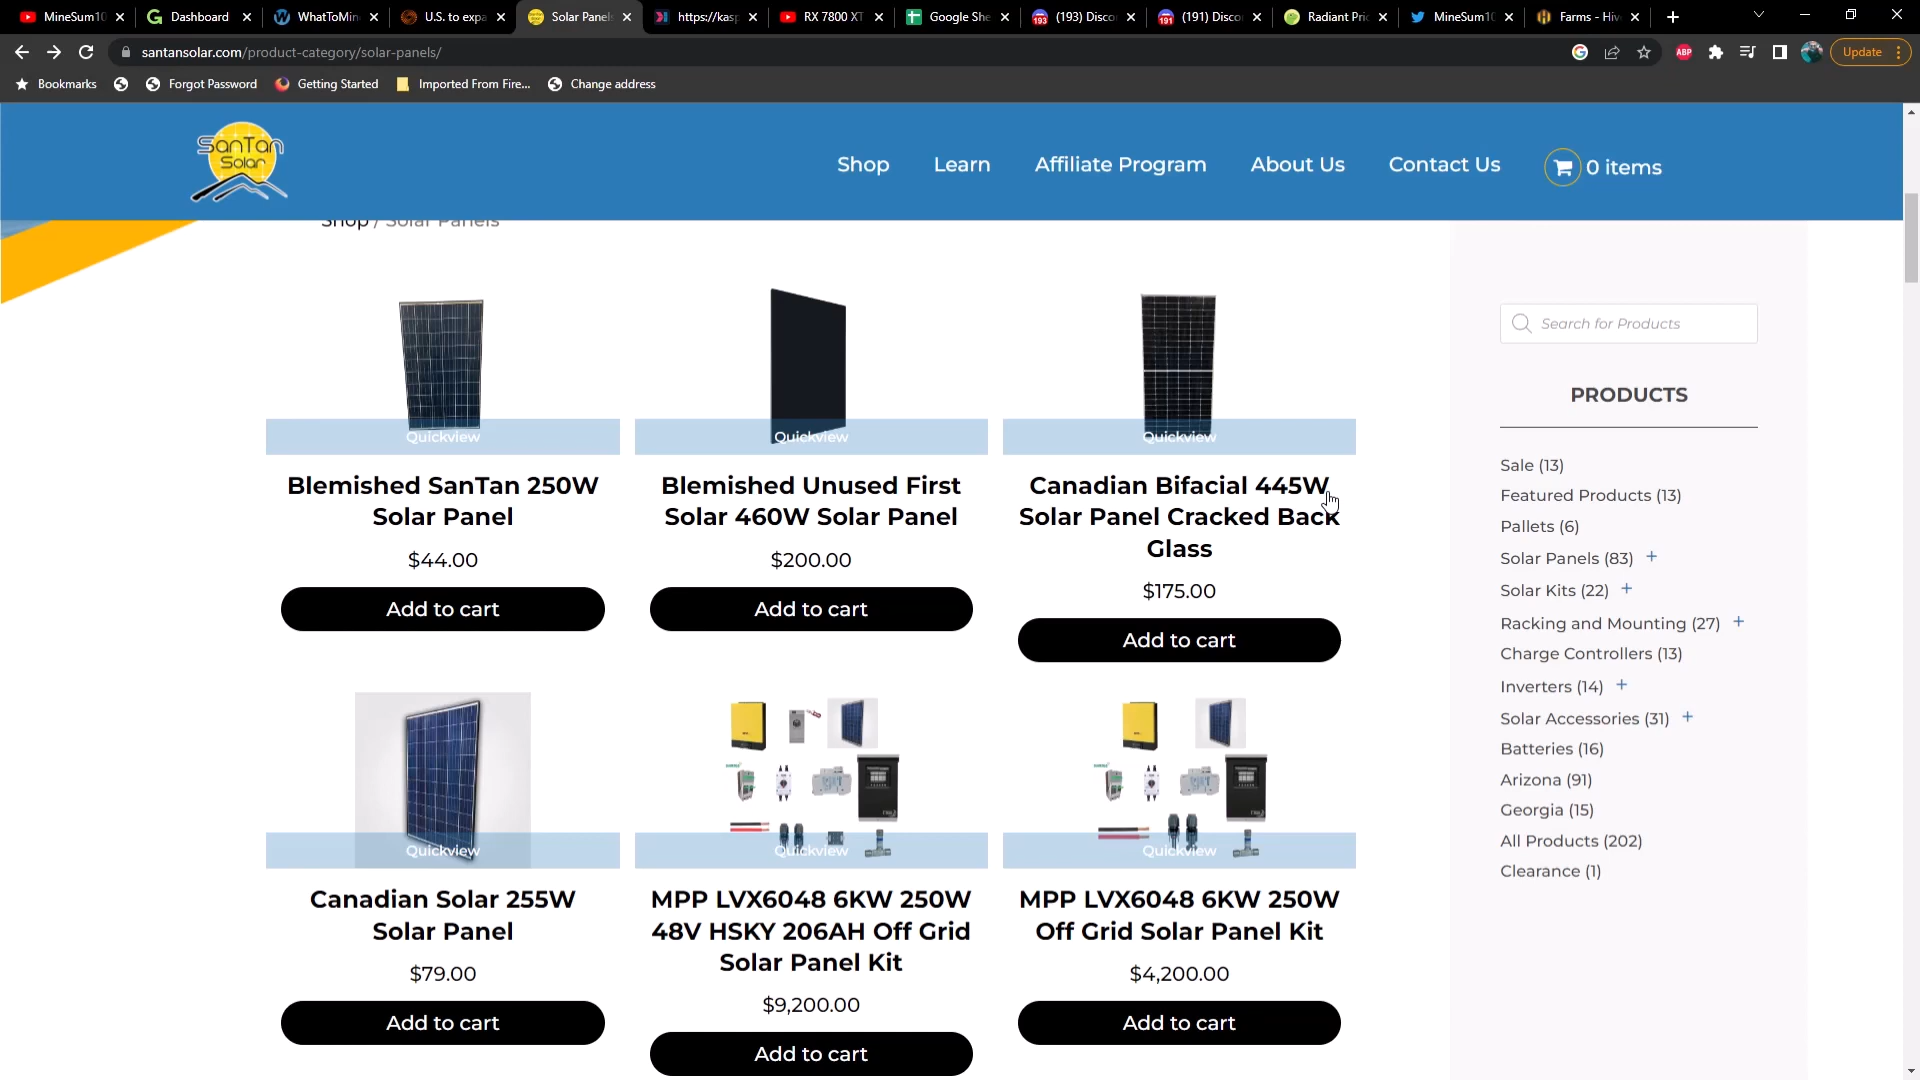 MineSum10
Dashboard
WhatToMin
U.S. to expa
Solar Panels
https://kasp
RX 7800 XT
Google She
(193) Discor
(191) Discor
Radiant Pric
MineSum10
Farms - Hiv
santansolar.com/product-category/solar-panels/
ABP
Update
Bookmarks
Forgot Password
Getting Started
Imported From Fire...
Change address
SanTan
Solar
Shop
Learn
Affiliate Program
About Us
Contact Us
0 items
Shop / Solar Panels
Search for Products
PRODUCTS
Sale (13)
Featured Products (13)
Pallets (6)
Solar Panels (83) +
Solar Kits (22) +
Racking and Mounting (27) +
Charge Controllers (13)
Inverters (14) +
Solar Accessories (31) +
Batteries (16)
Arizona (91)
Georgia (15)
All Products (202)
Clearance (1)
Quickview
Blemished SanTan 250W
Solar Panel
$44.00
Add to cart
Quickview
Blemished Unused First
Solar 460W Solar Panel
$200.00
Add to cart
Quickview
Canadian Bifacial 445W
Solar Panel Cracked Back
Glass
$175.00
Add to cart
Quickview
Canadian Solar 255W
Solar Panel
$79.00
Add to cart
Quickview
MPP LVX6048 6KW 250W
48V HSKY 206AH Off Grid
Solar Panel Kit
$9,200.00
Add to cart
Quickview
MPP LVX6048 6KW 250W
Off Grid Solar Panel Kit
$4,200.00
Add to cart